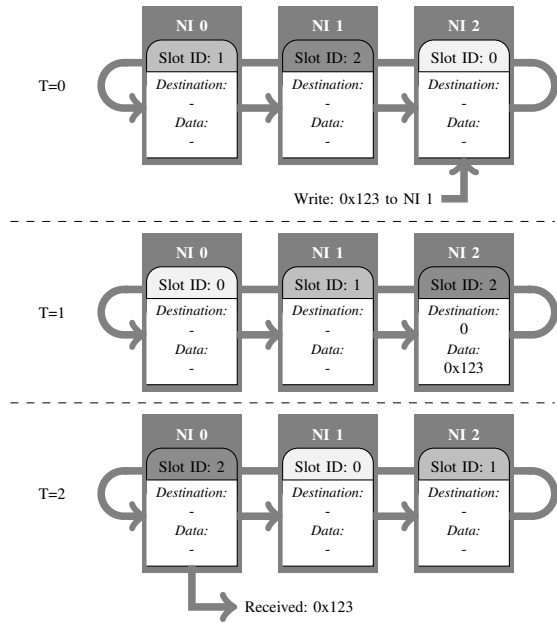 NI 0 NI 1 NI 2
Slot ID: 1 Slot ID: 2 Slot ID: 0
T=0
Destination: Destination: Destination:
- - -
Data: Data: Data:
- - -
Write: 0x123 to NI 1
NI 0 NI 1 NI 2
Slot ID: 0 Slot ID: 1 Slot ID: 2
T=1
Destination: Destination: Destination:
- - 0
Data: Data: Data:
- - 0x123
NI 0 NI 1 NI 2
Slot ID: 2 Slot ID: 0 Slot ID: 1
T=2
Destination: Destination: Destination:
- - -
Data: Data: Data:
- - -
Received: 0x123